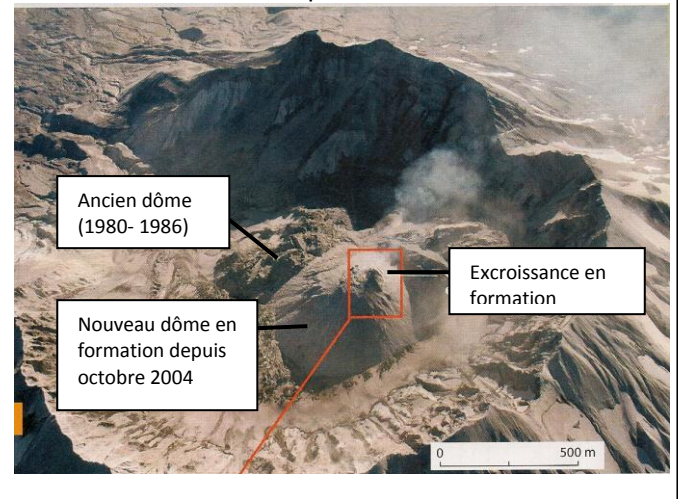 Ancien dôme
(1980- 1986)
Excroissance en
formation
Nouveau dôme en
formation depuis
octobre 2004
0 500 m